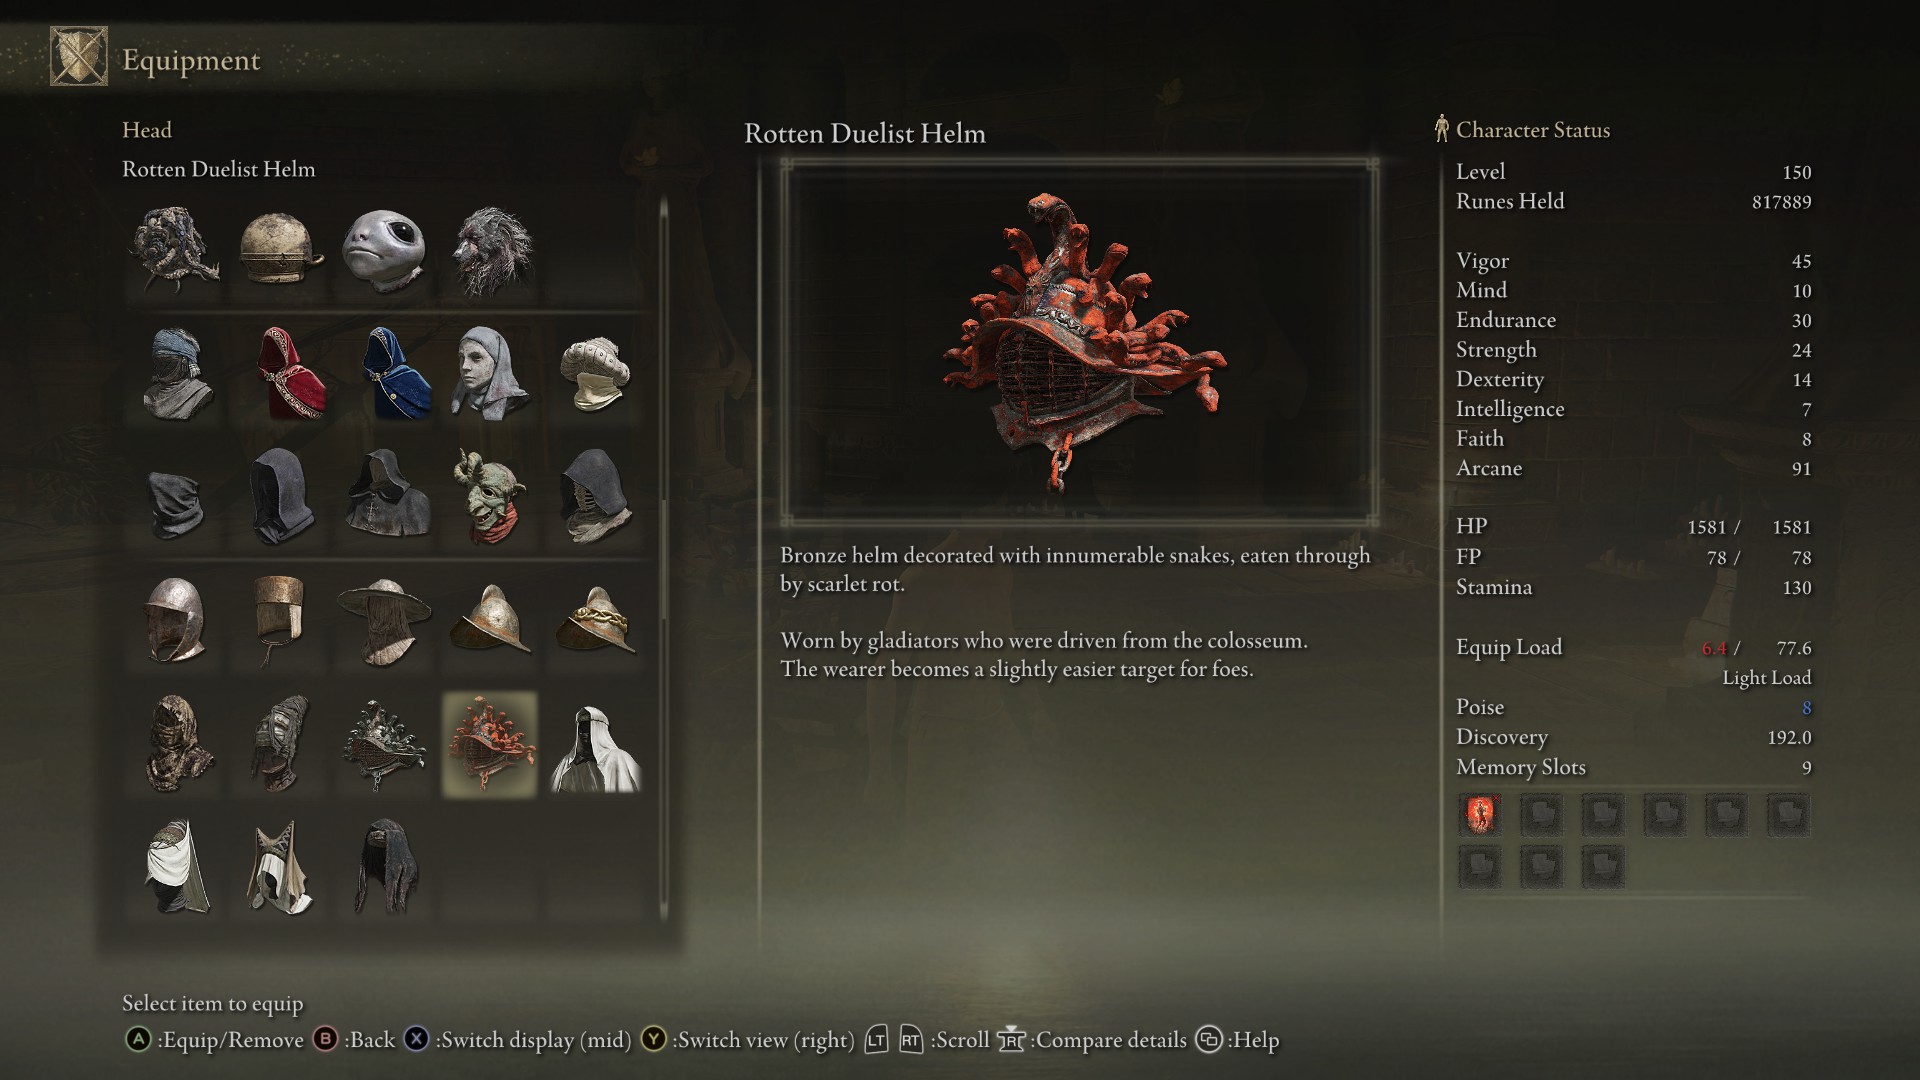 Equipment
Head
Rotten Duelist Helm
Rotten Duelist Helm
Bronze helm decorated with innumerable snakes, eaten through
by scarlet rot.
Worn by gladiators who were driven from the colosseum.
The wearer becomes a slightly easier target for foes.
Character Status
Level 150
Runes Held 817889
Vigor 45
Mind 10
Endurance 30
Strength 24
Dexterity 14
Intelligence 7
Faith 8
Arcane 91
HP 1581 / 1581
FP 78 / 78
Stamina 130
Equip Load 6.4 / 77.6
Light Load
Poise 8
Discovery 192.0
Memory Slots 9
Select item to equip
A :Equip/Remove B :Back X :Switch display (mid) Y :Switch view (right) LT RT :Scroll R :Compare details :Help